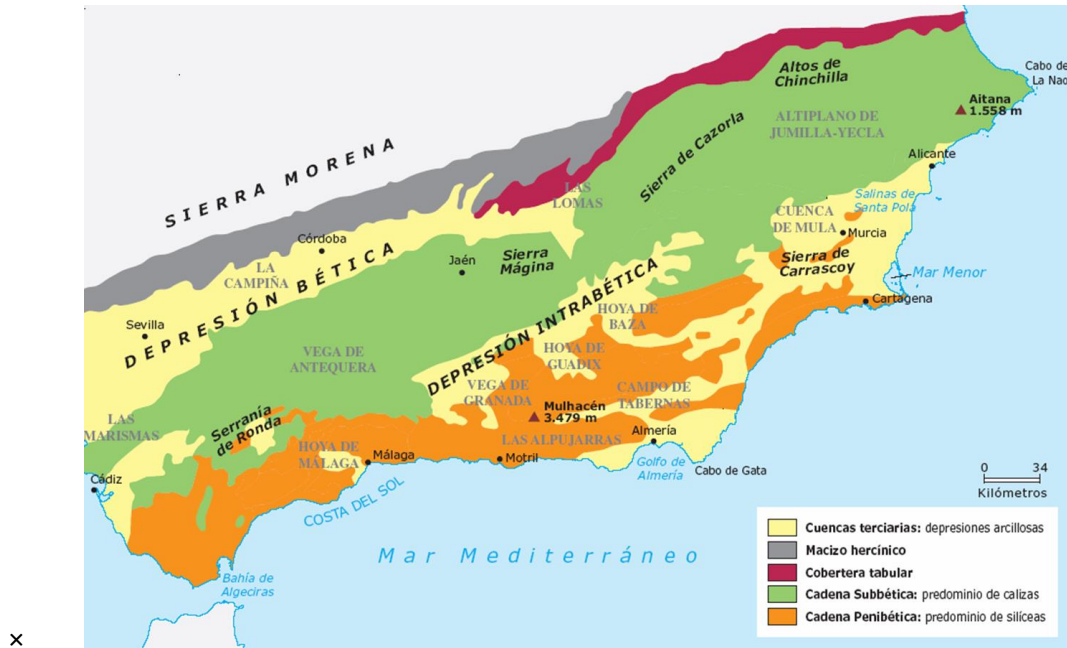 Altos de
Chinchilla
Cabo de
La Nao
Aitana
1.558 m
ALTIPLANO DE
JUMILLA-YECLA
Sierra de Cazorla
SIERRA MORENA
Alicante
LAS
LOMAS
Salinas de
Santa Pola
CUENCA
DE MULA
Murcia
Córdoba
Jaén
Sierra
Mágina
Sierra de
Carrascoy
LA
CAMPIÑA
DEPRESIÓN BÉTICA
DEPRESIÓN INTRABÉTICA
Mar Menor
Cartagena
HOYA DE
BAZA
Sevilla
VEGA DE
ANTEQUERA
HOYA DE
GUADIX
VEGA DE
GRANADA
CAMPO DE
TABERNAS
Mulhacén
3.479 m
LAS
MARISMAS
Serranía
de Ronda
LAS ALPUJARRAS
Almería
HOYA DE
MÁLAGA
Málaga
Motril
Golfo de
Almería
Cabo de Gata
Cádiz
COSTA DEL SOL
0 34
Kilómetros
Mar Mediterráneo
Bahía de
Algeciras
Cuencas terciarias: depresiones arcillosas
Macizo hercínico
Cobertera tabular
Cadena Subbética: predominio de calizas
Cadena Penibética: predominio de silíceas